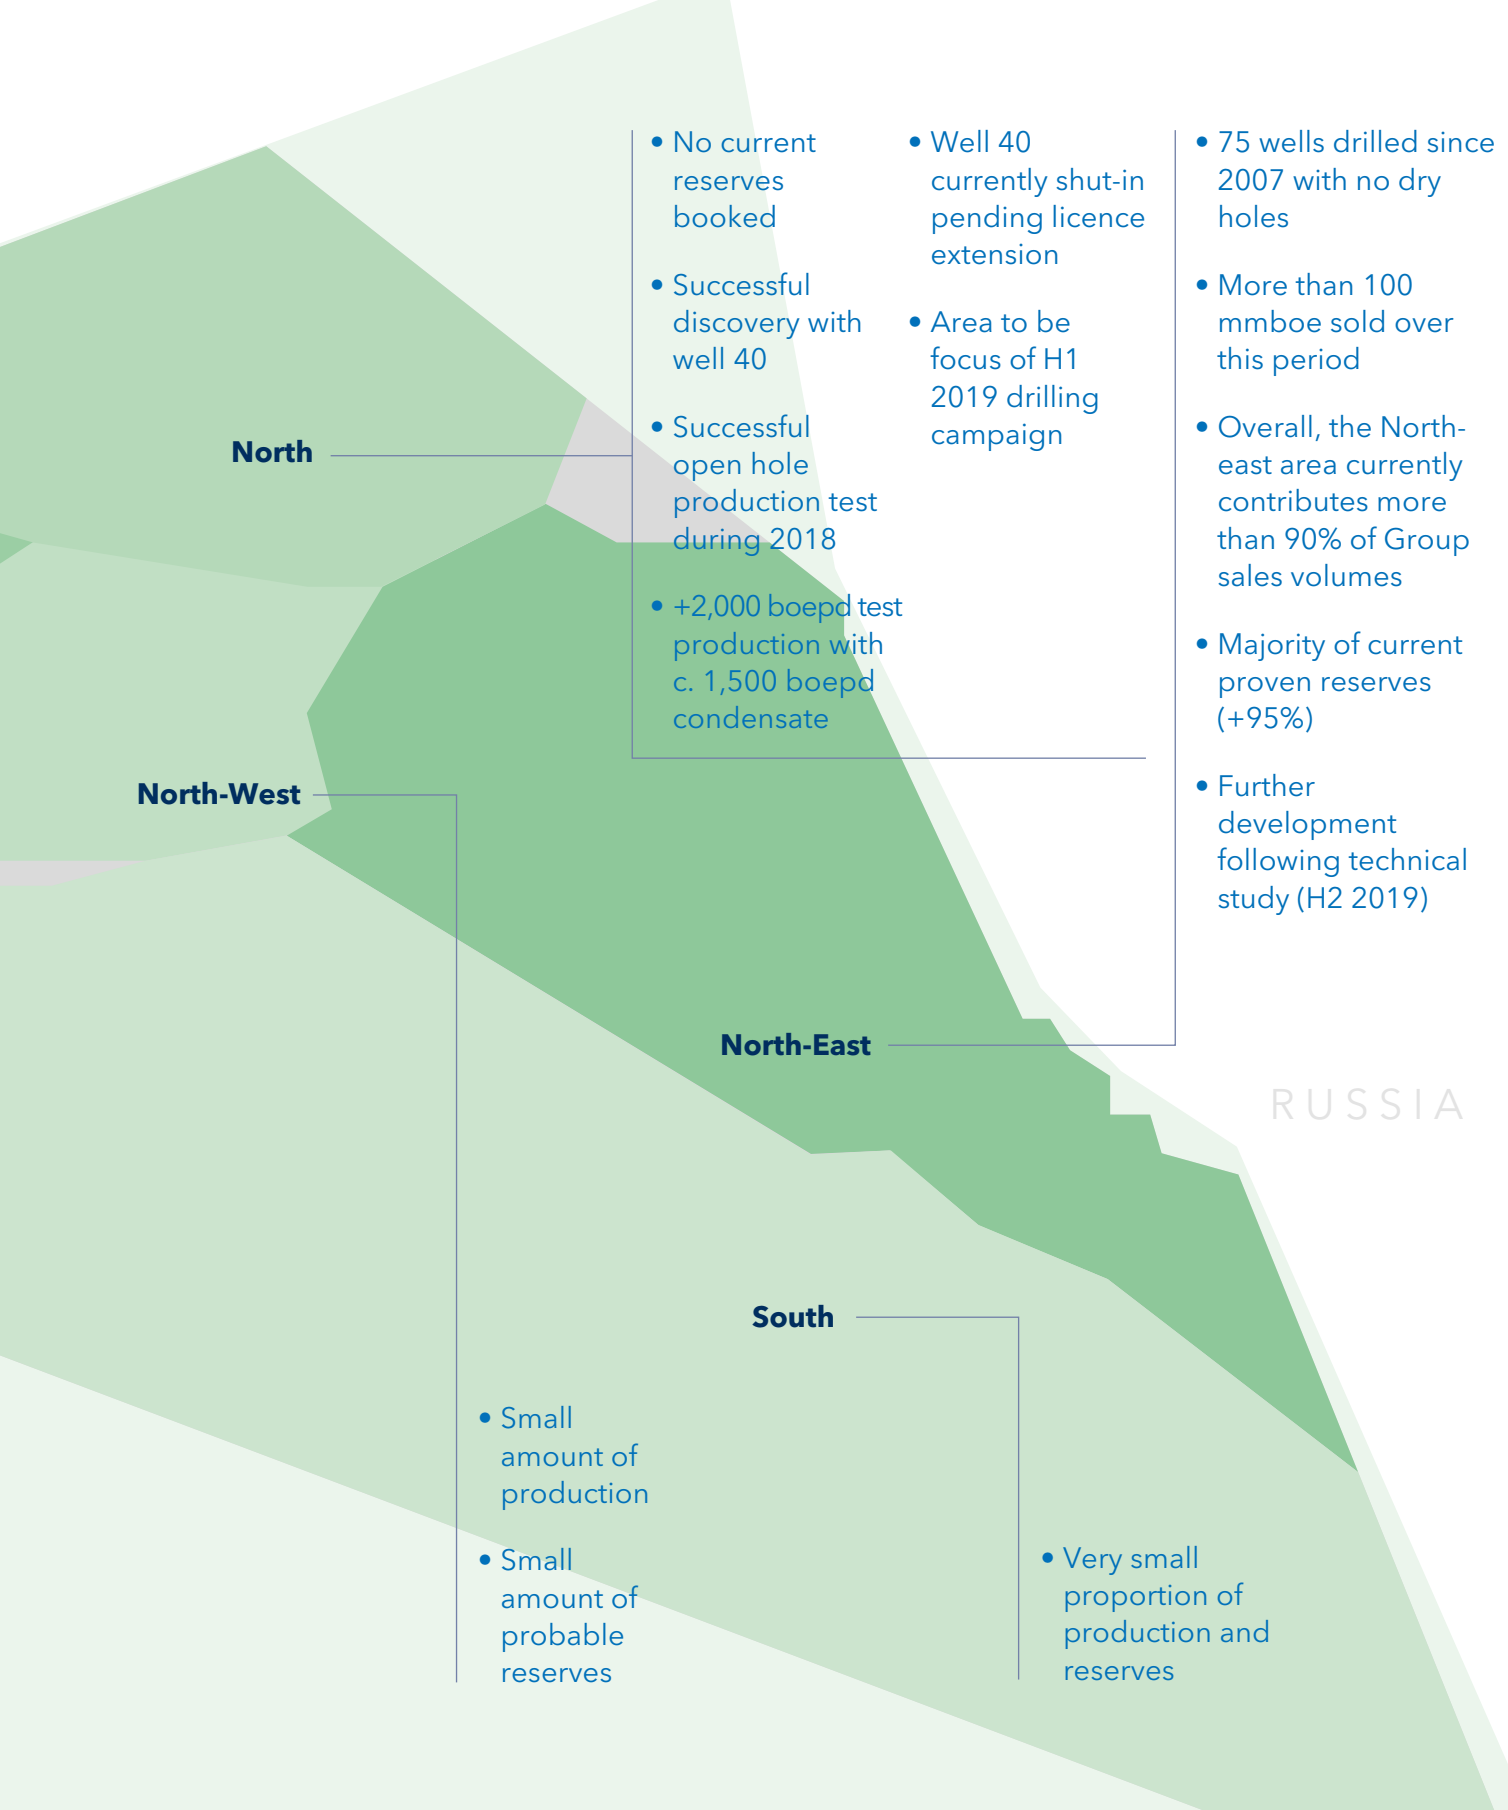 North
• No current
reserves
booked
• Successful
discovery with
well 40
• Successful
open hole
production test
during 2018
• +2,000 boepd test
production with
c. 1,500 boepd
condensate
• Well 40
currently shut-in
pending licence
extension
• Area to be
focus of H1
2019 drilling
campaign
• 75 wells drilled since
2007 with no dry
holes
• More than 100
mmboe sold over
this period
• Overall, the North-
east area currently
contributes more
than 90% of Group
sales volumes
• Majority of current
proven reserves
(+95%)
• Further
development
following technical
study (H2 2019)
North-West
North-East
RUSSIA
South
• Small
amount of
production
• Small
amount of
probable
reserves
• Very small
proportion of
production and
reserves